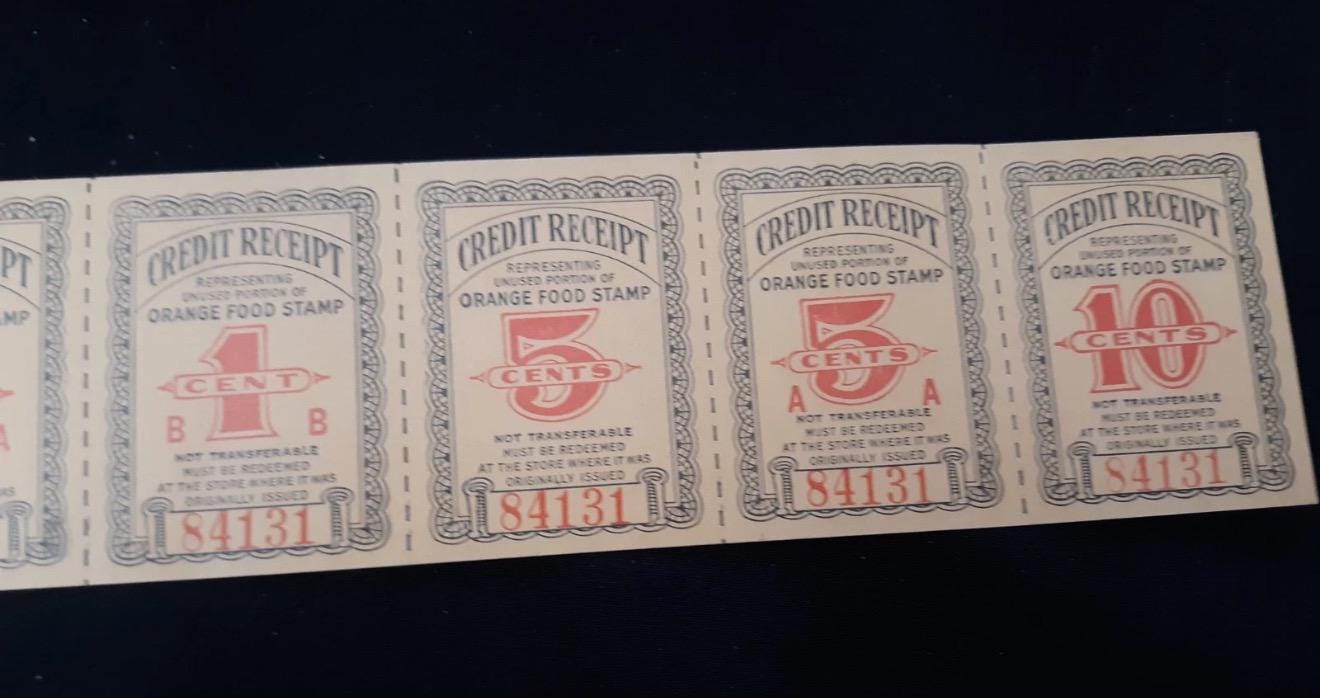 PT
MP
A
AS
CREDIT RECEIPT
REPRESENTING
UNUSED PORTION OF
ORANGE FOOD STAMP
1
CENT
B B
NOT TRANSFERABLE
MUST BE REDEEMED
AT THE STORE WHERE IT WAS
ORIGINALLY ISSUED
84131
CREDIT RECEIPT
REPRESENTING
UNUSED PORTION OF
ORANGE FOOD STAMP
5
CENTS
NOT TRANSFERABLE
MUST BE REDEEMED
AT THE STORE WHERE IT WAS
ORIGINALLY ISSUED
84131
CREDIT RECEIPT
REPRESENTING
UNUSED PORTION OF
ORANGE FOOD STAMP
5
CENTS
A A
NOT TRANSFERABLE
MUST BE REDEEMED
AT THE STORE WHERE IT WAS
ORIGINALLY ISSUED
84131
CREDIT RECEIPT
REPRESENTING
UNUSED PORTION OF
ORANGE FOOD STAMP
10
CENTS
NOT TRANSFERABLE
MUST BE REDEEMED
AT THE STORE WHERE IT WAS
ORIGINALLY ISSUED
84131